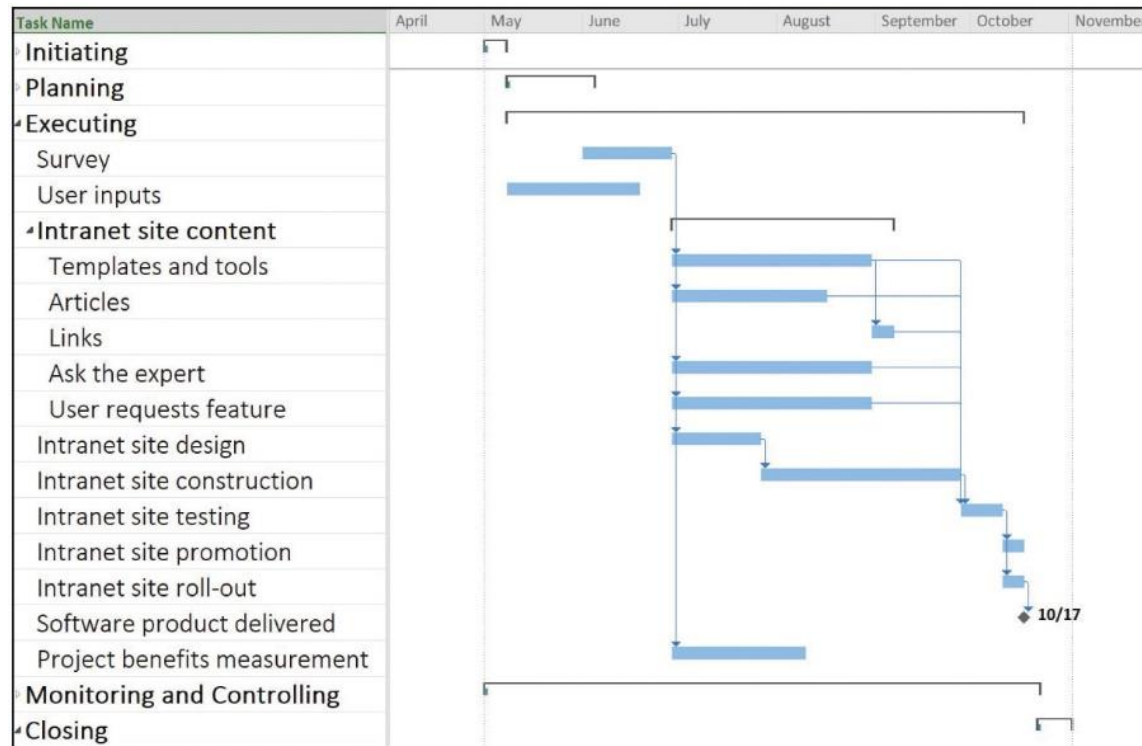 Task Name April May June July August September October November
Initiating
Planning
Executing
Survey
User inputs
Intranet site content
Templates and tools
Articles
Links
Ask the expert
User requests feature
Intranet site design
Intranet site construction
Intranet site testing
Intranet site promotion
Intranet site roll-out
Software product delivered 10/17
Project benefits measurement
Monitoring and Controlling
Closing